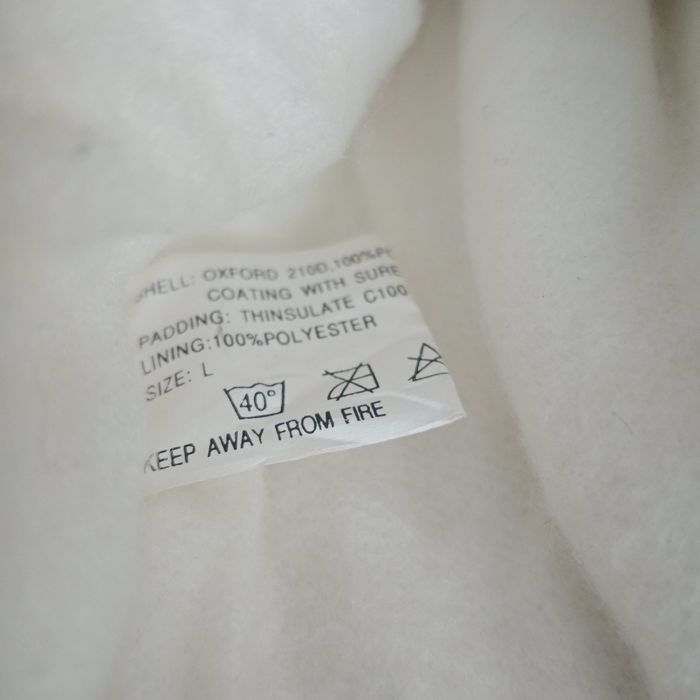 SHELL: OXFORD 210D.100%P
COATING WITH SURE
PADDING: THINSULATE C100
LINING:100%POLYESTER
SIZE: L
40°
KEEP AWAY FROM FIRE